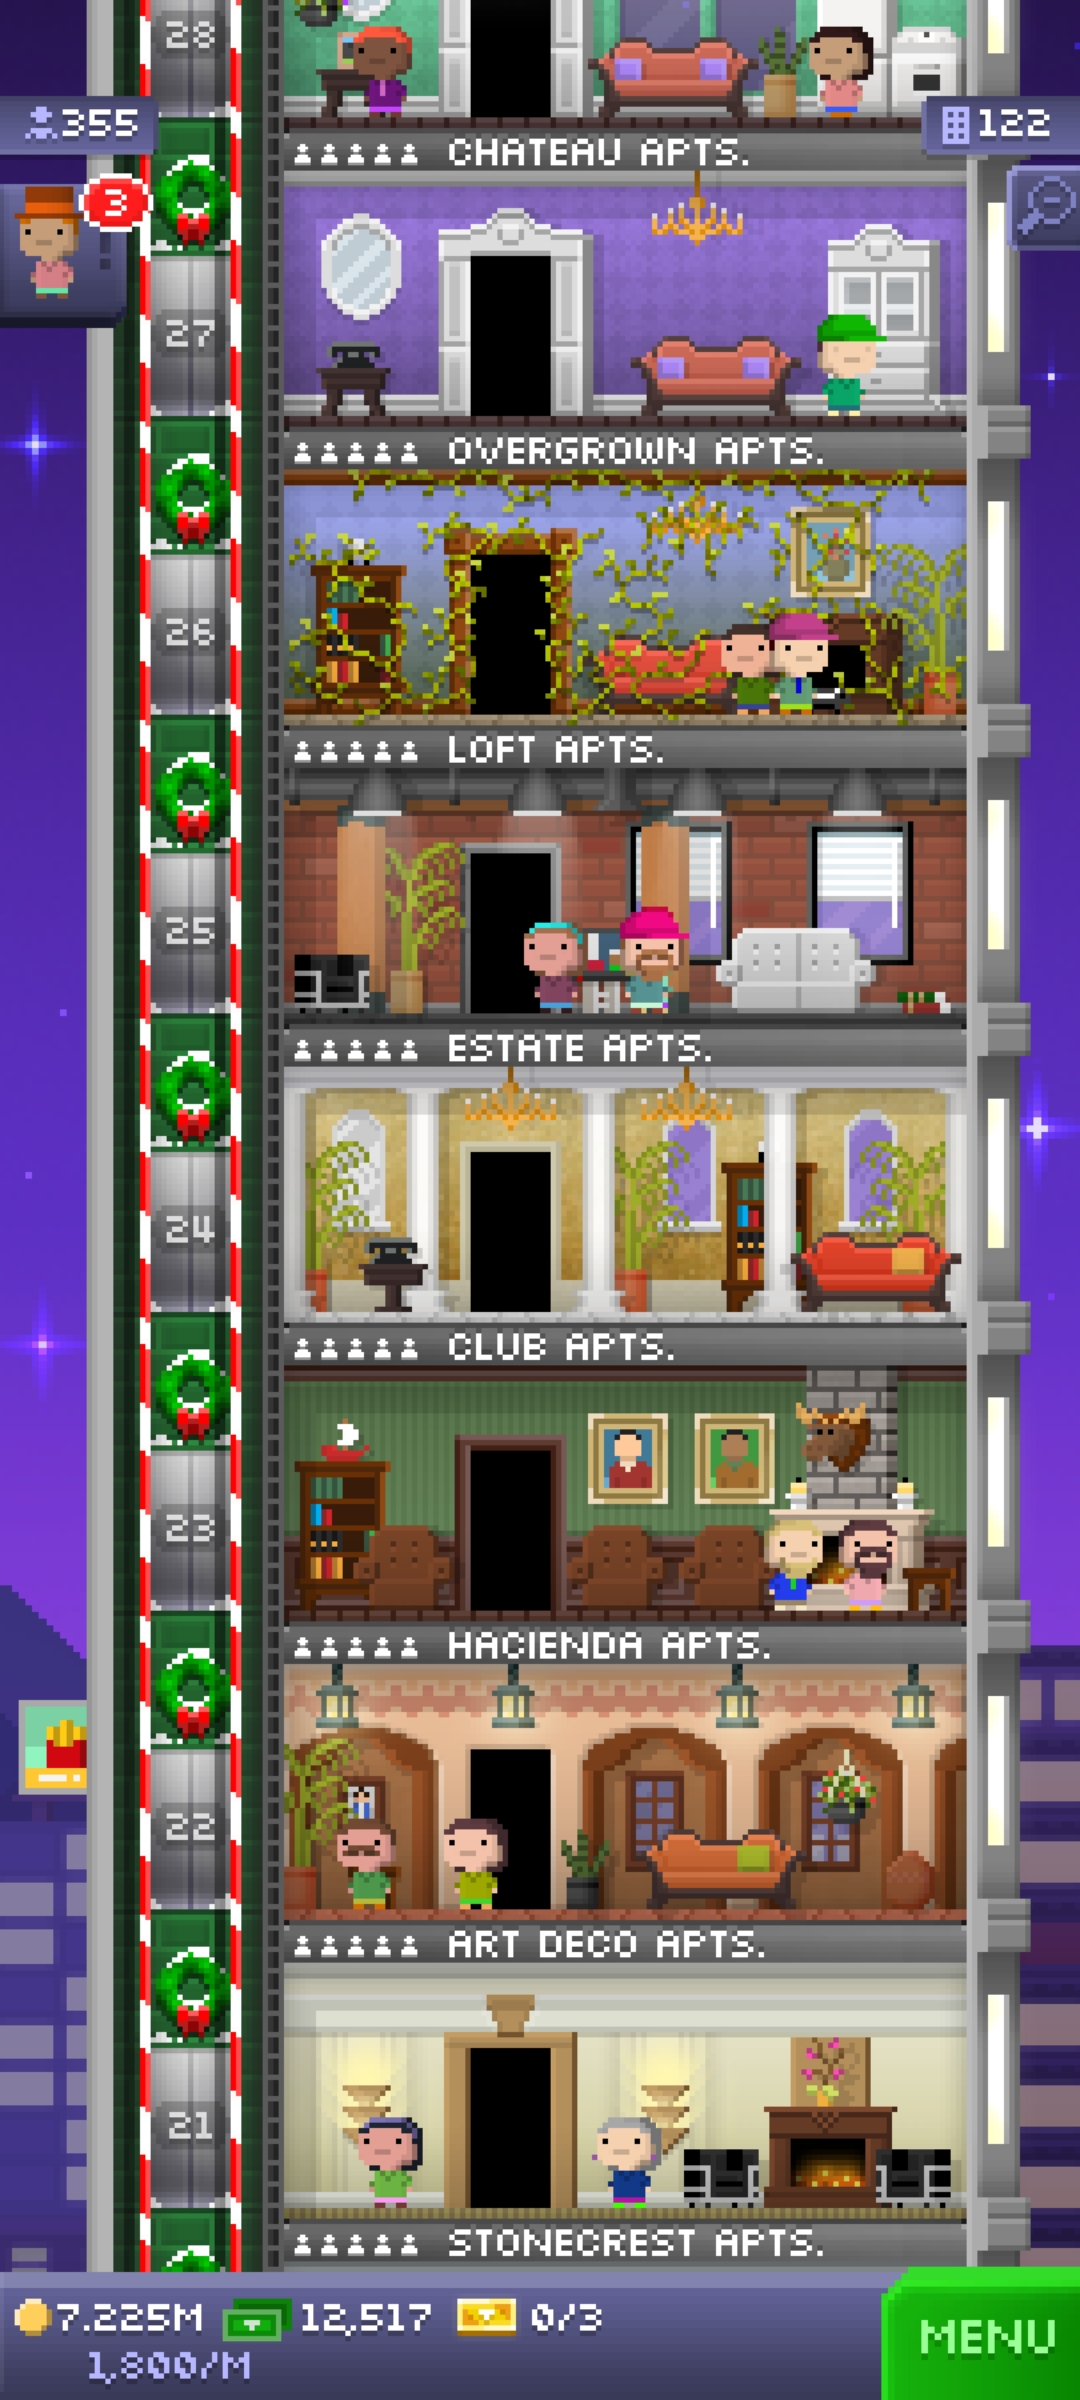 28
355
122
CHATEAU APTS.
3
27
OVERGROWN APTS.
26
LOFT APTS.
25
ESTATE APTS.
24
CLUB APTS.
23
HACIENDA APTS.
22
ART DECO APTS.
21
STONECREST APTS.
7.225M 12,517 0/3
1,800/M
MENU